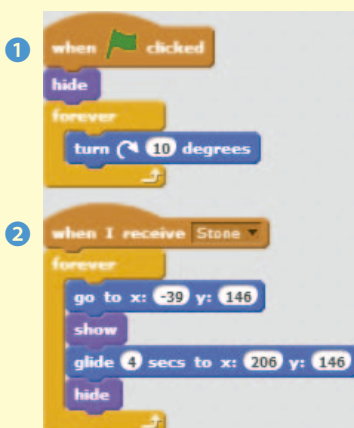 1 when clicked
hide
forever
turn 10 degrees
2 when I receive Stone
forever
go to x: -39 y: 146
show
glide 4 secs to x: 206 y: 146
hide